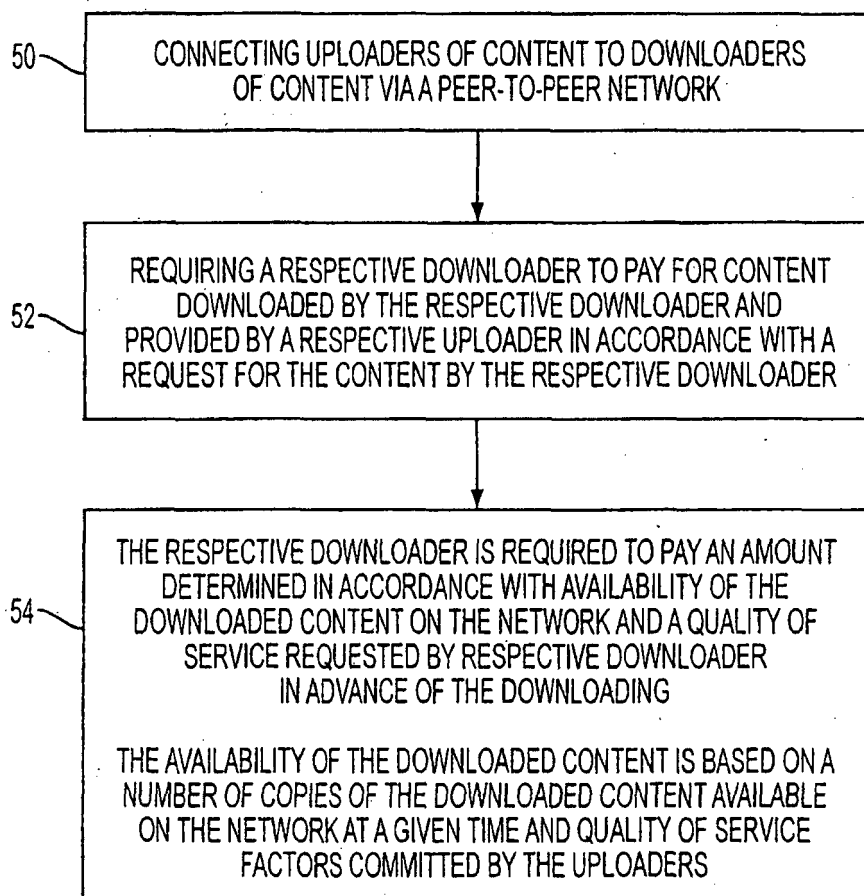 50
CONNECTING UPLOADERS OF CONTENT TO DOWNLOADERS
OF CONTENT VIA A PEER-TO-PEER NETWORK
52
REQUIRING A RESPECTIVE DOWNLOADER TO PAY FOR CONTENT
DOWNLOADED BY THE RESPECTIVE DOWNLOADER AND
PROVIDED BY A RESPECTIVE UPLOADER IN ACCORDANCE WITH A
REQUEST FOR THE CONTENT BY THE RESPECTIVE DOWNLOADER
54
THE RESPECTIVE DOWNLOADER IS REQUIRED TO PAY AN AMOUNT
DETERMINED IN ACCORDANCE WITH AVAILABILITY OF THE
DOWNLOADED CONTENT ON THE NETWORK AND A QUALITY OF
SERVICE REQUESTED BY RESPECTIVE DOWNLOADER
IN ADVANCE OF THE DOWNLOADING
THE AVAILABILITY OF THE DOWNLOADED CONTENT IS BASED ON A
NUMBER OF COPIES OF THE DOWNLOADED CONTENT AVAILABLE
ON THE NETWORK AT A GIVEN TIME AND QUALITY OF SERVICE
FACTORS COMMITTED BY THE UPLOADERS